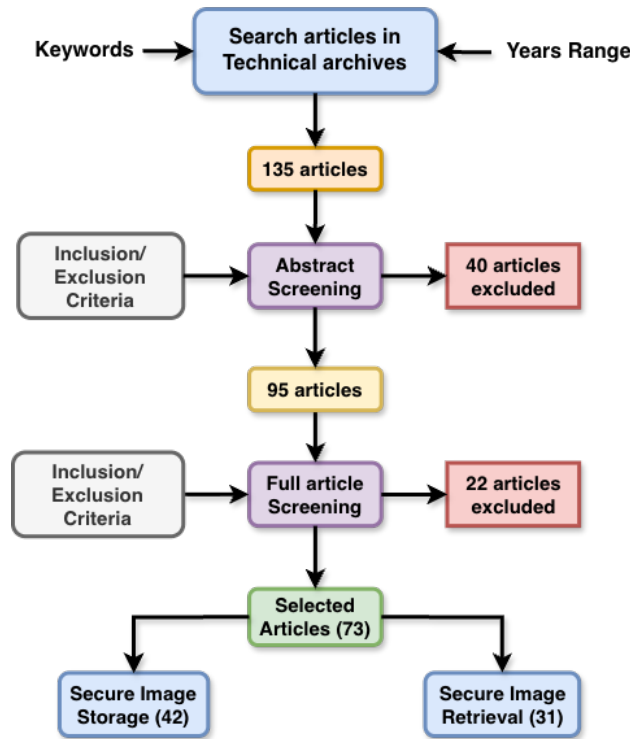 Keywords
Search articles in
Technical archives
Years Range
135 articles
Inclusion/
Exclusion
Criteria
Abstract
Screening
40 articles
excluded
95 articles
Inclusion/
Exclusion
Criteria
Full article
Screening
22 articles
excluded
Selected
Articles (73)
Secure Image
Storage (42)
Secure Image
Retrieval (31)